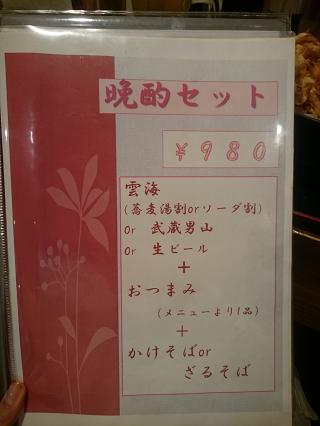 晩酌セット
￥980
雲海
(蕎麦湯割orソーダ割)
or 武蔵男山
or 生ビール
＋
おつまみ
(メニューより1品)
＋
かけそばor
ざるそば